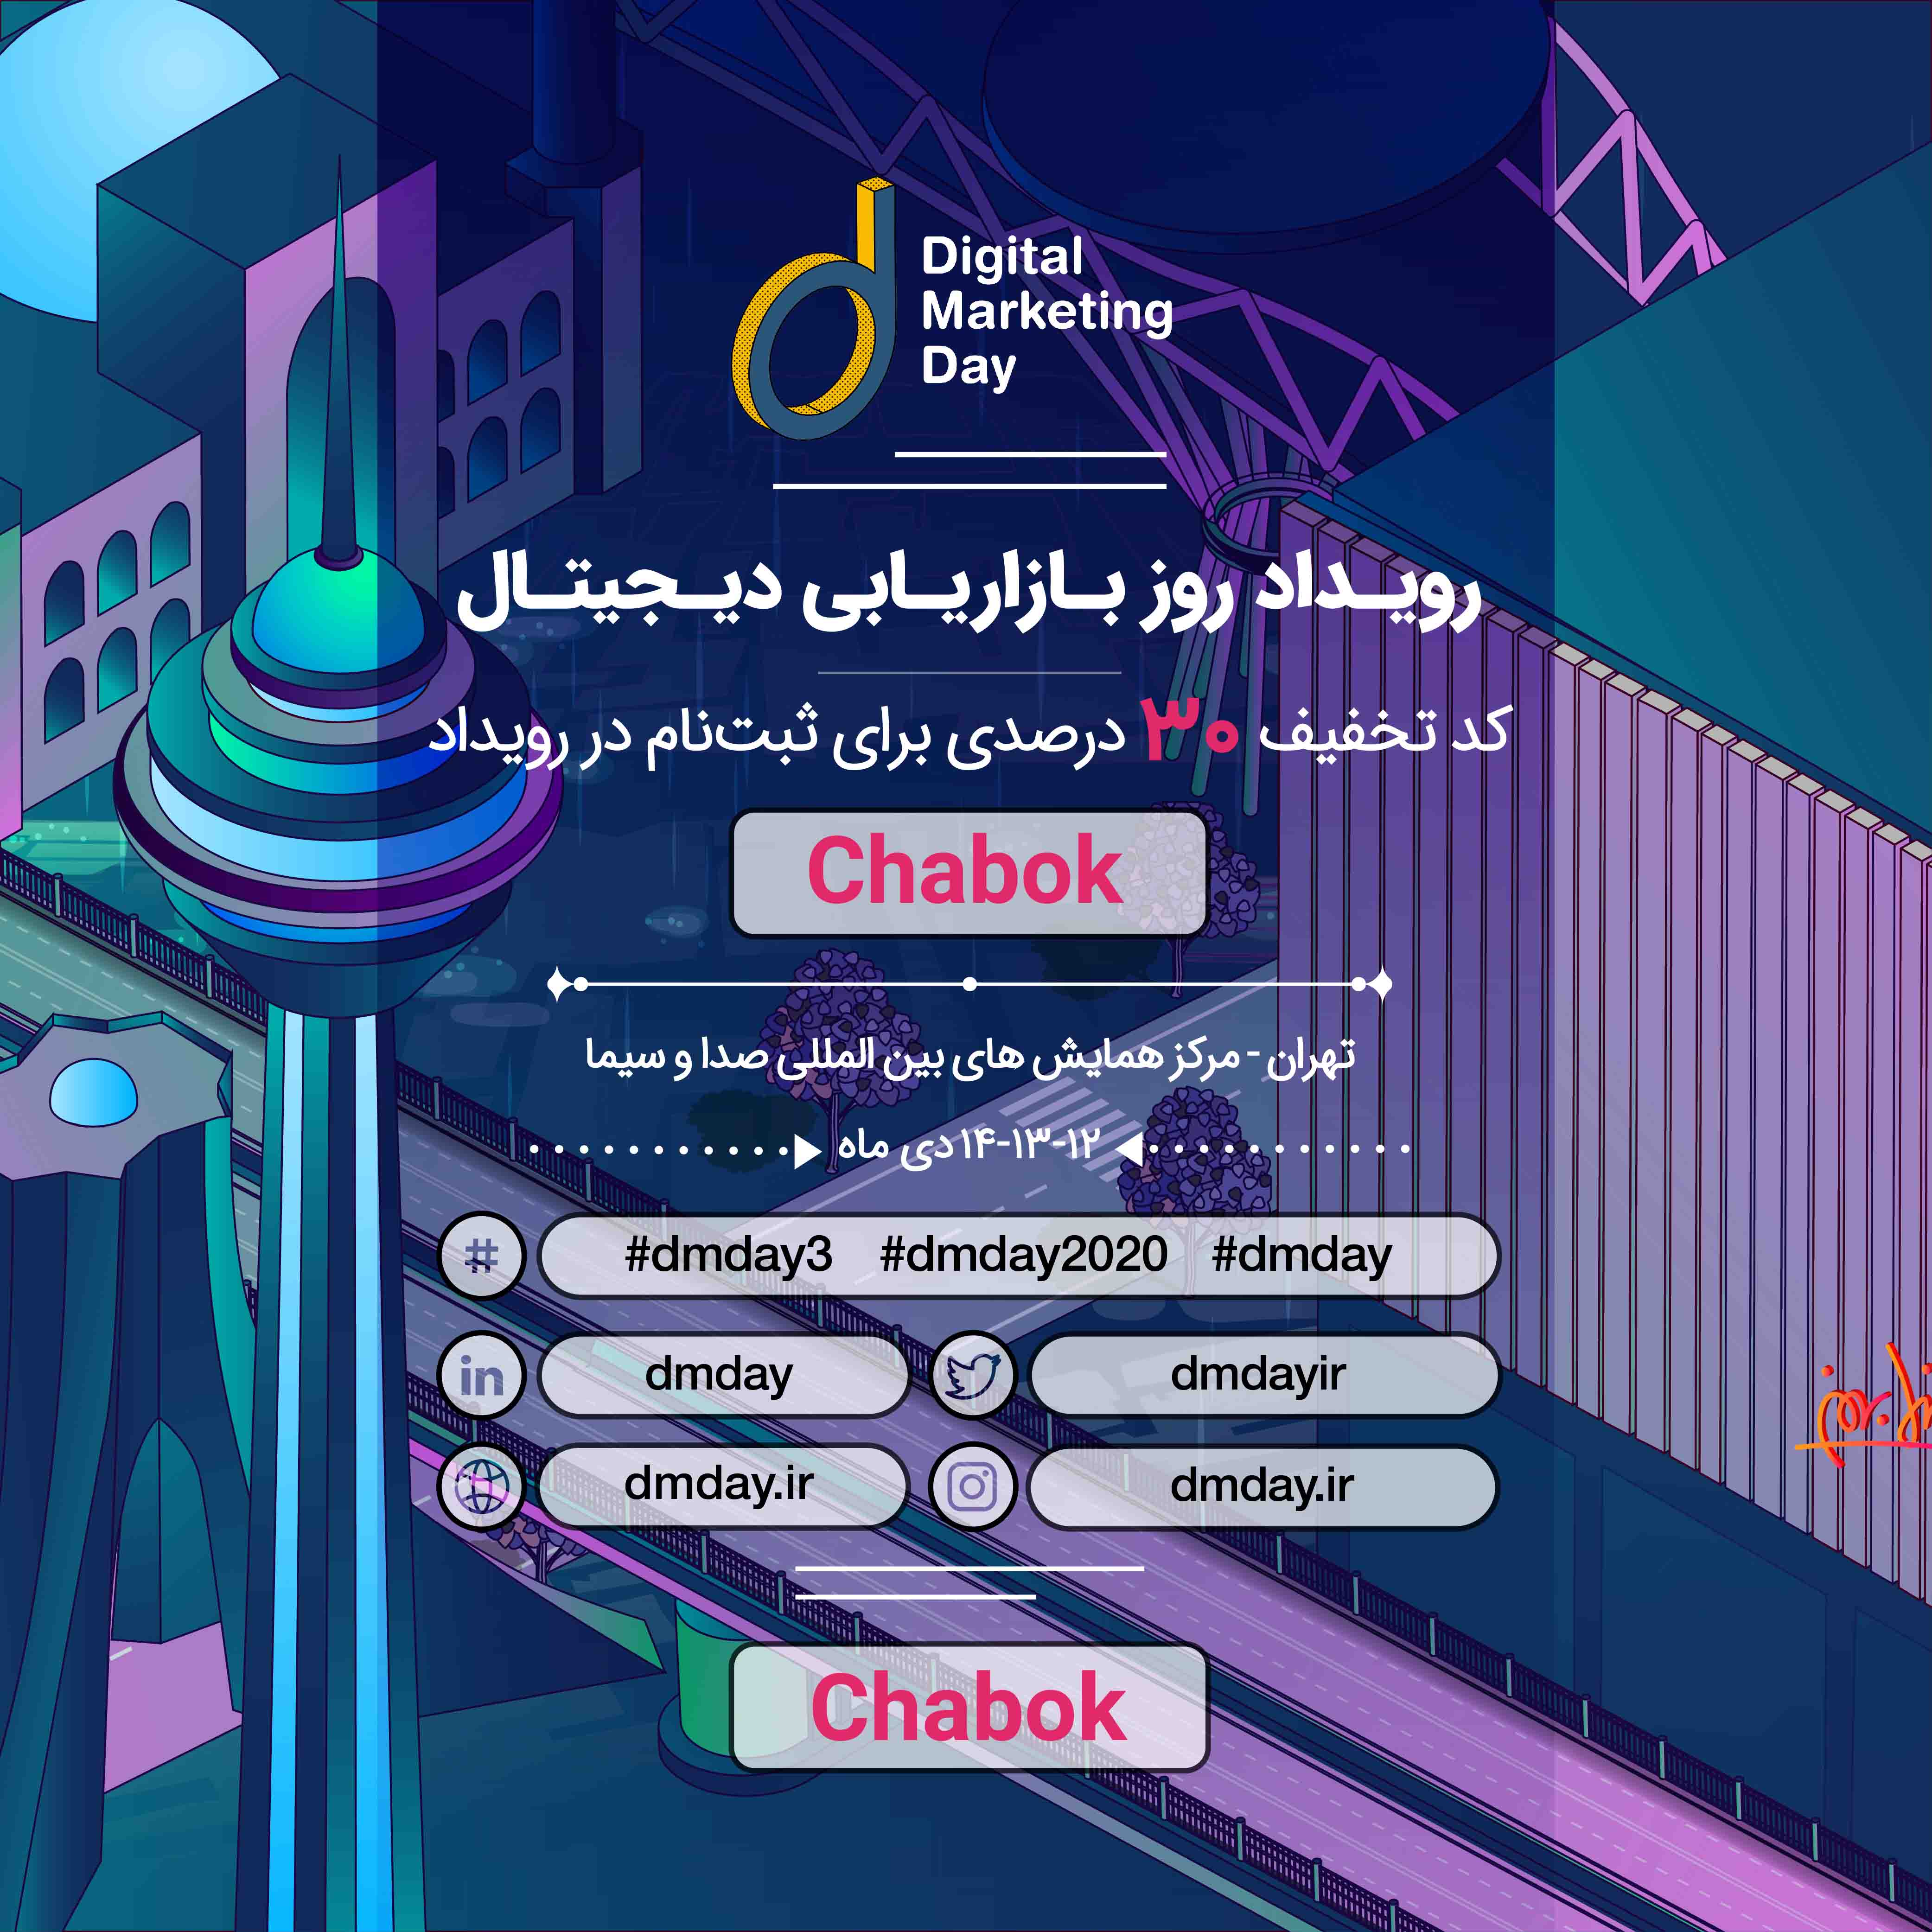 Digital
Marketing
Day
رویـداد روز بـازاریـابی دیـجیتـال
کد تخفیف ۳۰ درصدی برای ثبت‌نام در رویداد
Chabok
تهران - مرکز همایش های بین المللی صدا و سیما
۱۲-۱۳-۱۴ دی ماه
#dmday3 #dmday2020 #dmday
in dmday dmdayir
dmday.ir dmday.ir
Chabok